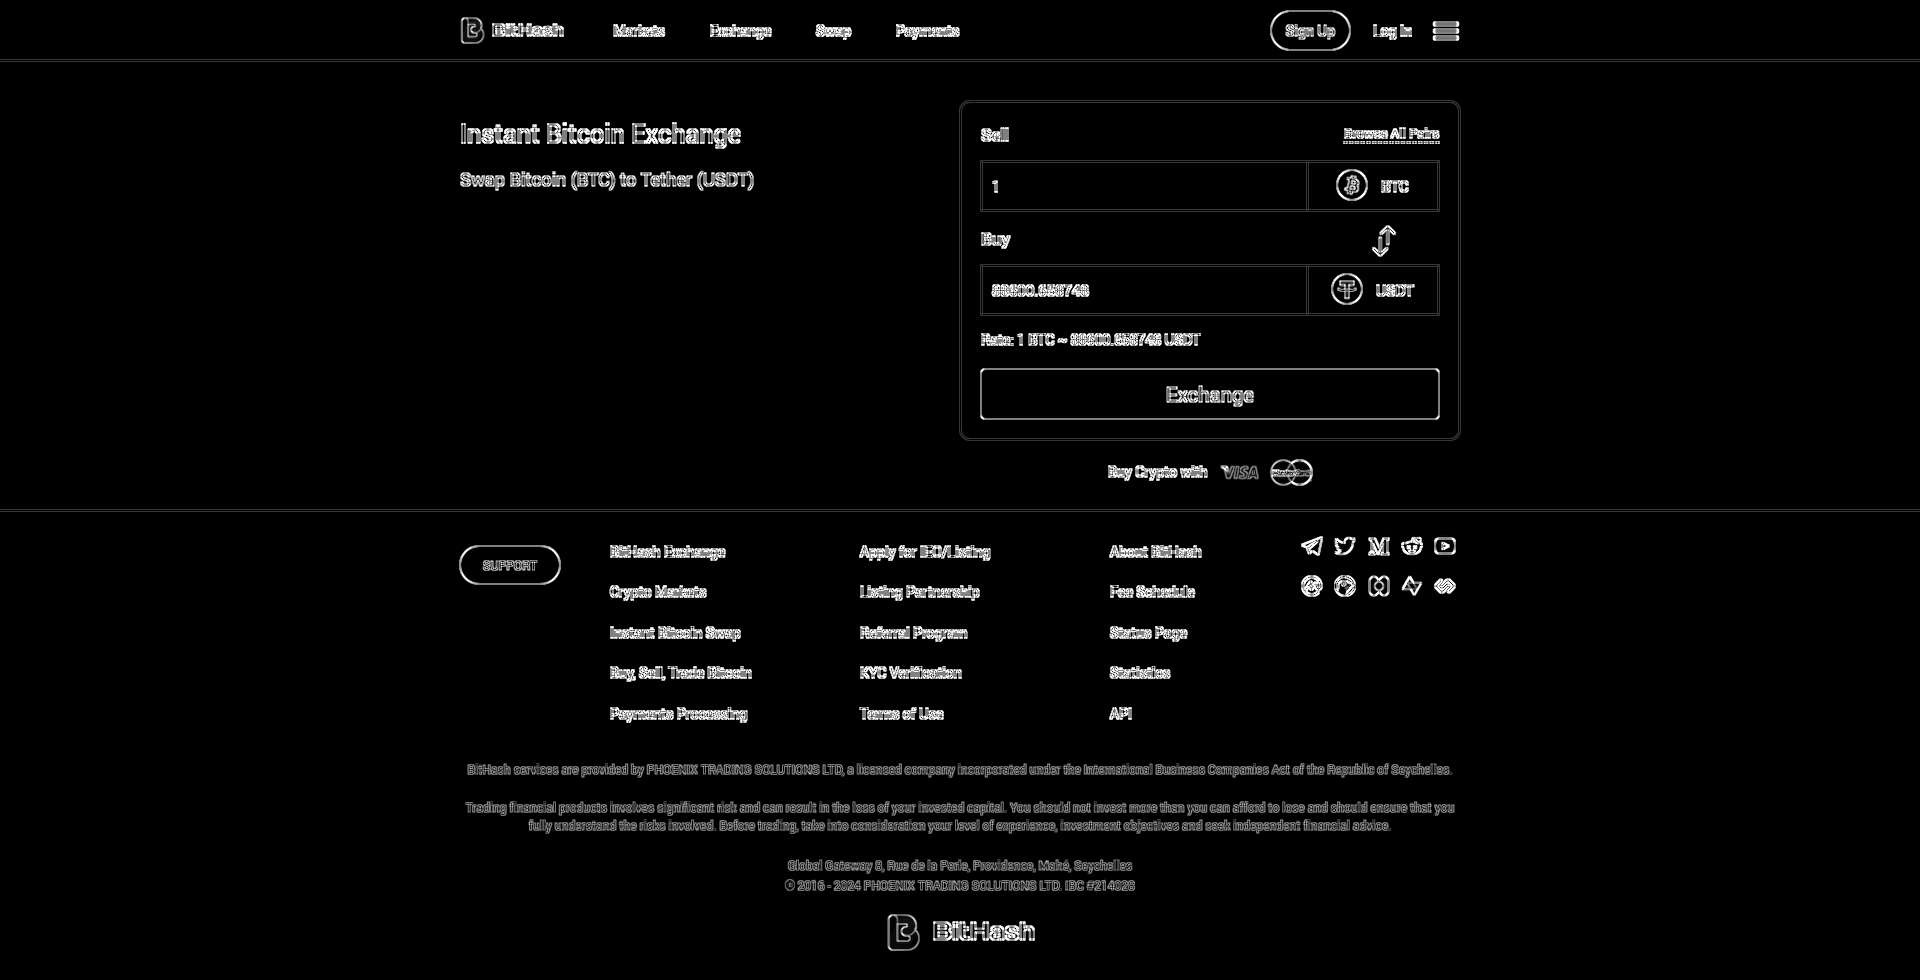 BitHash
Markets
Exchange
Swap
Payments
Sign Up
Log In
Instant Bitcoin Exchange
Swap Bitcoin (BTC) to Tether (USDT)
Sell
Browse All Pairs
1
BTC
Buy
USDT
Rate: 1 BTC ~ USDT
Exchange
Buy Crypto with VISA MasterCard
SUPPORT
BitHash Exchange
Crypto Markets
Instant Bitcoin Swap
Buy, Sell, Trade Bitcoin
Payments Processing
Apply for IEO/Listing
Listing Partnership
Referral Program
KYC Verification
Terms of Use
About BitHash
Fee Schedule
Status Page
Statistics
API
BitHash services are provided by PHOENIX TRADING SOLUTIONS LTD, a licensed company incorporated under the International Business Companies Act of the Republic of Seychelles.
Trading financial products involves significant risk and can result in the loss of your invested capital. You should not invest more than you can afford to lose and should ensure that you
fully understand the risks involved. Before trading, take into consideration your level of experience, investment objectives and seek independent financial advice.
Global Gateway 8, Rue de la Perle, Providence, Mahé, Seychelles
© 2016 - 2024 PHOENIX TRADING SOLUTIONS LTD. IBC #214028
BitHash